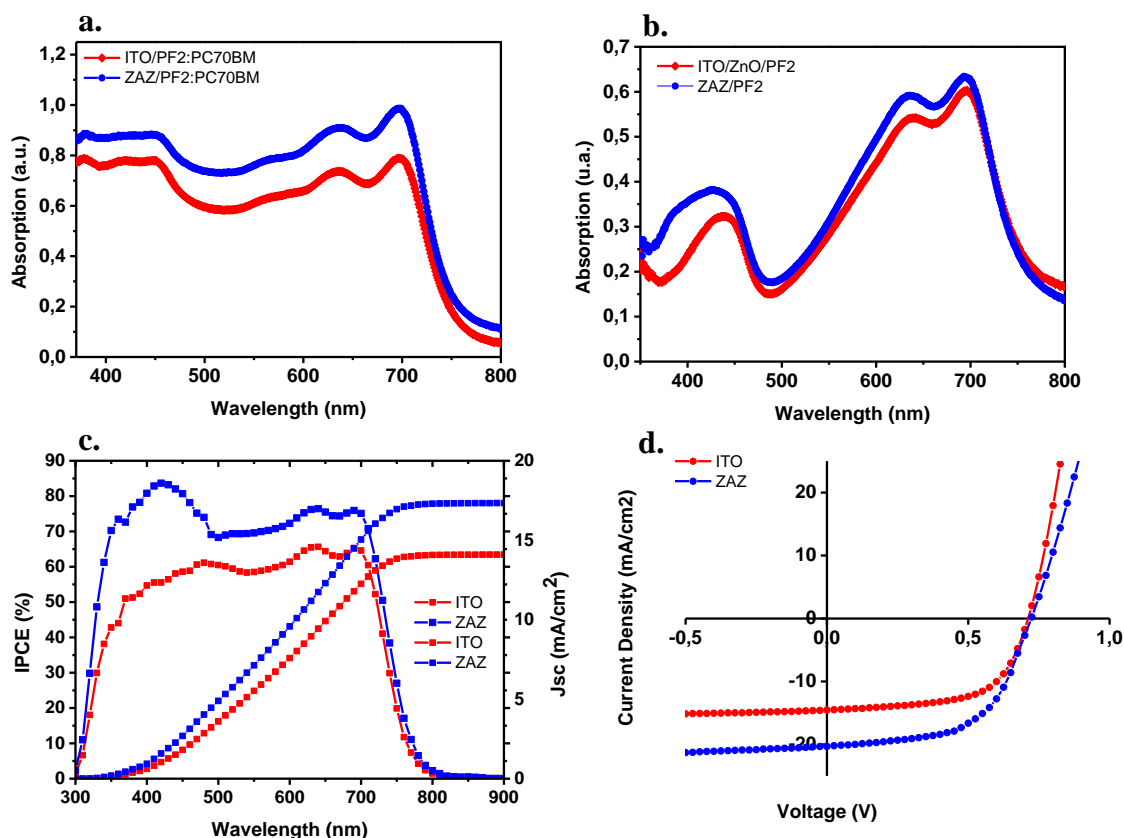 a.
1,2
1,0
0,8
0,6
0,4
0,2
0,0
Absorption (a.u.)
ITO/PF2:PC70BM
ZAZ/PF2:PC70BM
400 500 600 700 800
Wavelength (nm)
b.
0,7
0,6
0,5
0,4
0,3
0,2
0,1
0,0
Absorption (u.a.)
ITO/ZnO/PF2
ZAZ/PF2
400 500 600 700 800
Wavelength (nm)
c.
90
80
70
60
50
40
30
20
10
0
IPCE (%)
ITO
ZAZ
ITO
ZAZ
20
15
10
5
0
Jsc (mA/cm2)
300 400 500 600 700 800 900
Wavelength (nm)
d.
ITO
ZAZ
20
10
0
-10
-20
Current Density (mA/cm2)
-0,5 0,0 0,5 1,0
Voltage (V)